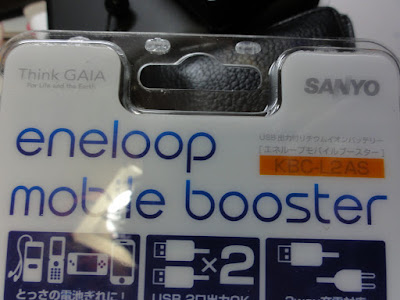 Think GAIA
For Life and the Earth
SANYO
eneloop
USB出力付リチウムイオンバッテリー
[エネループモバイルブースター]
KBC-L2AS
mobile booster
×2
とっさの電池ぎれに!
USB 2口出力OK